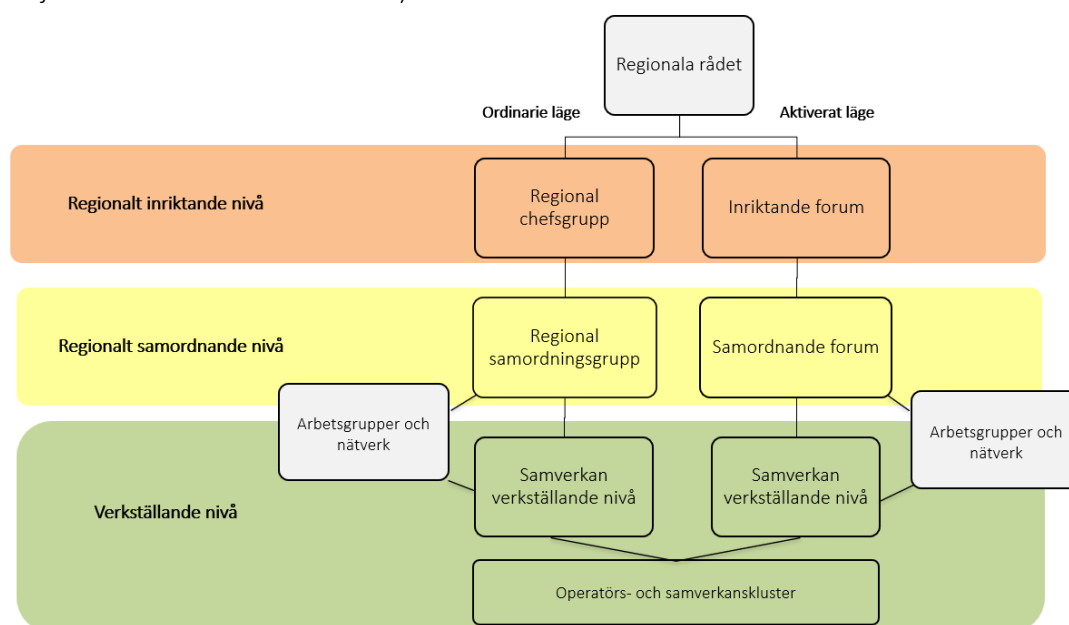 Regionala rådet
Ordinarie läge
Aktiverat läge
Regionalt inriktande nivå
Regional
chefsgrupp
Inriktande forum
Regionalt samordnande nivå
Regional
samordningsgrupp
Samordnande forum
Arbetsgrupper och
nätverk
Arbetsgrupper och
nätverk
Samverkan
verkställande nivå
Samverkan
verkställande nivå
Verkställande nivå
Operatörs- och samverkanskluster